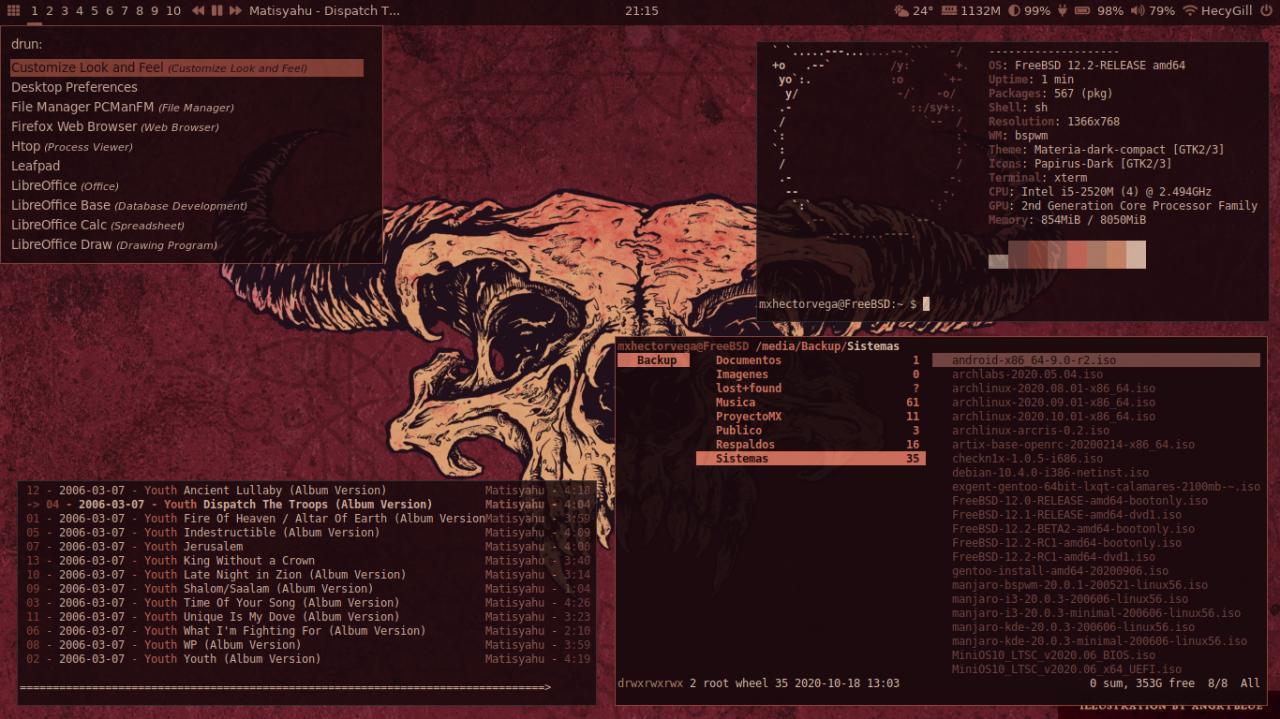 1 2 3 4 5 6 7 8 9 10 Matisyahu - Dispatch T... 21:15 24° 1132M 99% 98% 79% HecyGill
drun:
Customize Look and Feel (Customize Look and Feel)
Desktop Preferences
File Manager PCManFM (File Manager)
Firefox Web Browser (Web Browser)
Htop (Process Viewer)
Leafpad
LibreOffice (Office)
LibreOffice Base (Database Development)
LibreOffice Calc (Spreadsheet)
LibreOffice Draw (Drawing Program)
-------------------
OS: FreeBSD 12.2-RELEASE amd64
Uptime: 1 min
Packages: 567 (pkg)
Shell: sh
Resolution: 1366x768
WM: bspwm
Theme: Materia-dark-compact [GTK2/3]
Icons: Papirus-Dark [GTK2/3]
Terminal: xterm
CPU: Intel i5-2520M (4) @ 2.494GHz
GPU: 2nd Generation Core Processor Family
Memory: 854MiB / 8050MiB
mxhectorvega@FreeBSD:~ $
mxhectorvega@FreeBSD /media/Backup/Sistemas
Backup
Documentos 1
Imagenes 0
lost+found ?
Musica 61
ProyectoMX 11
Publico 3
Respaldos 16
Sistemas 35
android-x86_64-9.0-r2.iso
archlabs-2020.05.04.iso
archlinux-2020.08.01-x86_64.iso
archlinux-2020.09.01-x86_64.iso
archlinux-2020.10.01-x86_64.iso
archlinux-arcris-0.2.iso
artix-base-openrc-20200214-x86_64.iso
checkn1x-1.0.5-i686.iso
debian-10.4.0-i386-netinst.iso
exgent-gentoo-64bit-lxqt-calamares-2100mb-~.iso
FreeBSD-12.0-RELEASE-amd64-bootonly.iso
FreeBSD-12.1-RELEASE-amd64-dvd1.iso
FreeBSD-12.2-BETA2-amd64-bootonly.iso
FreeBSD-12.2-RC1-amd64-bootonly.iso
FreeBSD-12.2-RC1-amd64-dvd1.iso
gentoo-install-amd64-20200906.iso
manjaro-bspwm-20.0.1-200521-linux56.iso
manjaro-i3-20.0.3-200606-linux56.iso
manjaro-i3-20.0.3-minimal-200606-linux56.iso
manjaro-kde-20.0.3-200606-linux56.iso
manjaro-kde-20.0.3-minimal-200606-linux56.iso
MiniOS10_LTSC_v2020.06_BIOS.iso
MiniOS10_LTSC_v2020.06_x64_UEFI.iso
drwxrwxrwx 2 root wheel 35 2020-10-18 13:03 0 sum, 353G free 8/8 All
12 - 2006-03-07 - Youth Ancient Lullaby (Album Version) Matisyahu - 4:18
-> 04 - 2006-03-07 - Youth Dispatch The Troops (Album Version) Matisyahu - 4:04
01 - 2006-03-07 - Youth Fire Of Heaven / Altar Of Earth (Album Version Matisyahu - 3:59
05 - 2006-03-07 - Youth Indestructible (Album Version) Matisyahu - 4:09
07 - 2006-03-07 - Youth Jerusalem Matisyahu - 4:00
13 - 2006-03-07 - Youth King Without a Crown Matisyahu - 3:40
10 - 2006-03-07 - Youth Late Night in Zion (Album Version) Matisyahu - 3:14
09 - 2006-03-07 - Youth Shalom/Saalam (Album Version) Matisyahu - 1:04
03 - 2006-03-07 - Youth Time Of Your Song (Album Version) Matisyahu - 4:26
11 - 2006-03-07 - Youth Unique Is My Dove (Album Version) Matisyahu - 3:23
06 - 2006-03-07 - Youth What I'm Fighting For (Album Version) Matisyahu - 2:10
08 - 2006-03-07 - Youth WP (Album Version) Matisyahu - 3:50
02 - 2006-03-07 - Youth Youth (Album Version) Matisyahu - 4:19
ILLUSTRATION BY ANGRYBLUE